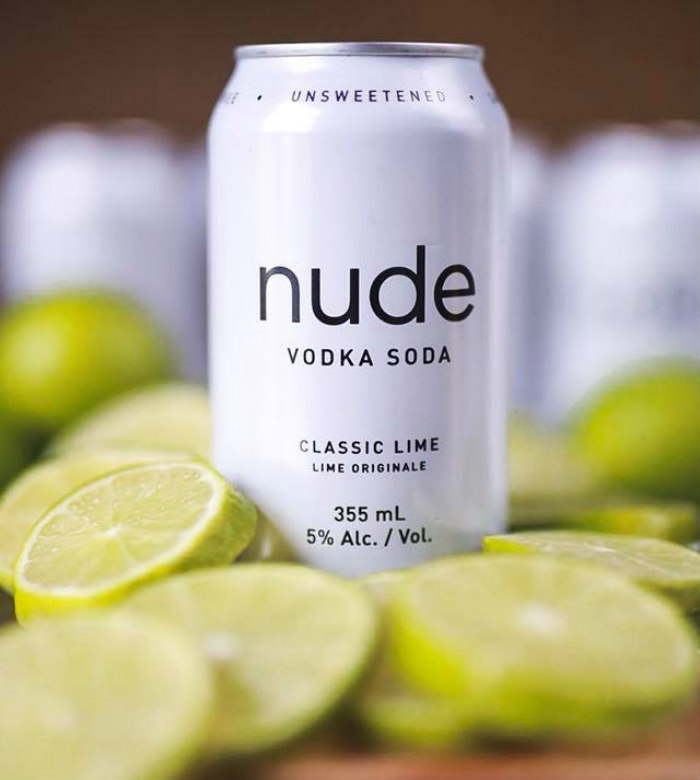 • UNSWEETENED •
nude
VODKA SODA
CLASSIC LIME
LIME ORIGINALE
355 mL
5% Alc. / Vol.